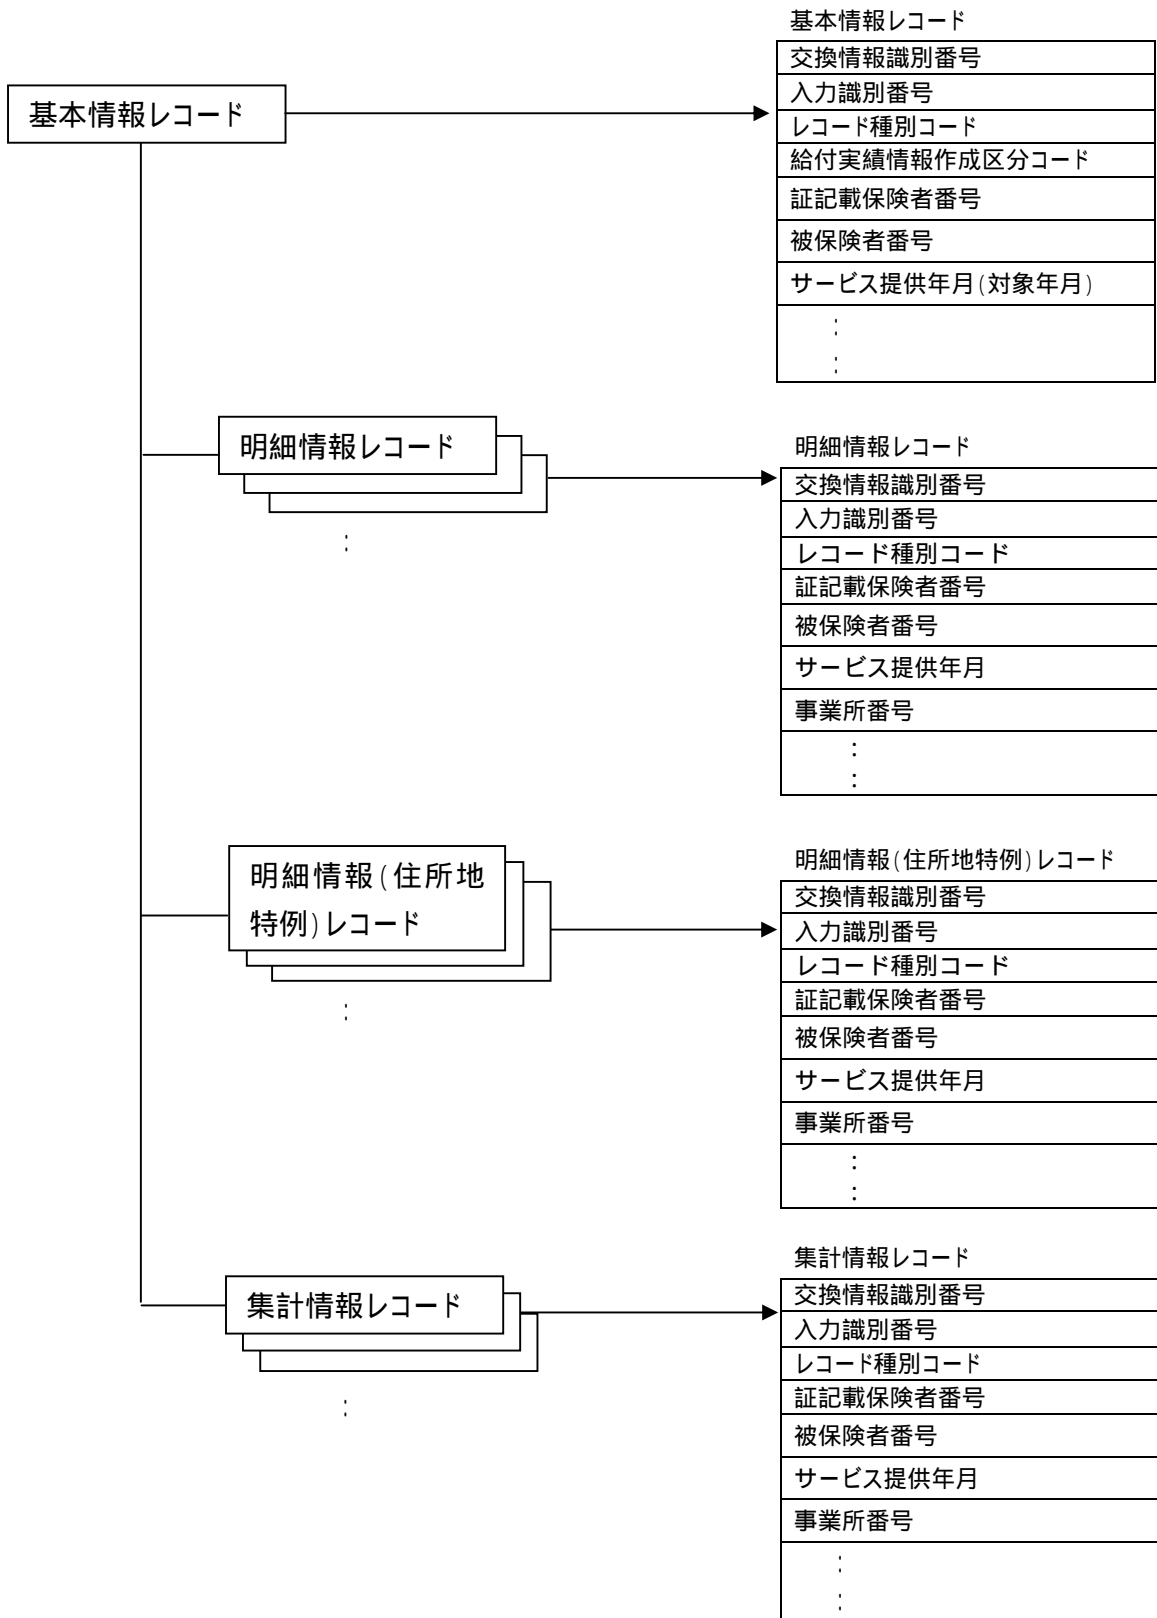 基本情報レコード
基本情報レコード
交換情報識別番号
入力識別番号
レコード種別コード
給付実績情報作成区分コード
証記載保険者番号
被保険者番号
サービス提供年月(対象年月)
:
:
明細情報レコード
:
明細情報レコード
交換情報識別番号
入力識別番号
レコード種別コード
証記載保険者番号
被保険者番号
サービス提供年月
事業所番号
:
:
明細情報(住所地
特例)レコード
:
明細情報(住所地特例)レコード
交換情報識別番号
入力識別番号
レコード種別コード
証記載保険者番号
被保険者番号
サービス提供年月
事業所番号
:
:
集計情報レコード
:
集計情報レコード
交換情報識別番号
入力識別番号
レコード種別コード
証記載保険者番号
被保険者番号
サービス提供年月
事業所番号
:
: